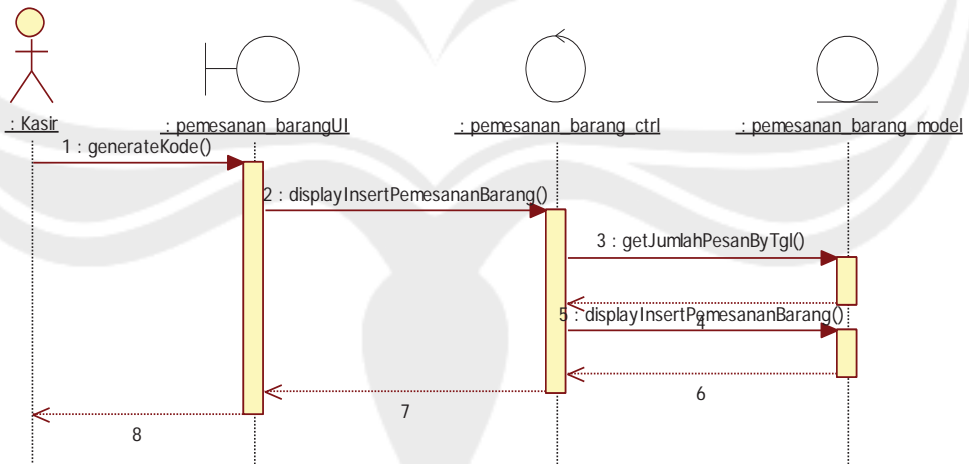 : Kasir
: pemesanan_barangUI
: pemesanan_barang_ctrl
: pemesanan_barang_model
1 : generateKode()
2 : displayInsertPemesananBarang()
3 : getJumlahPesanByTgl()
4
5 : displayInsertPemesananBarang()
6
7
8